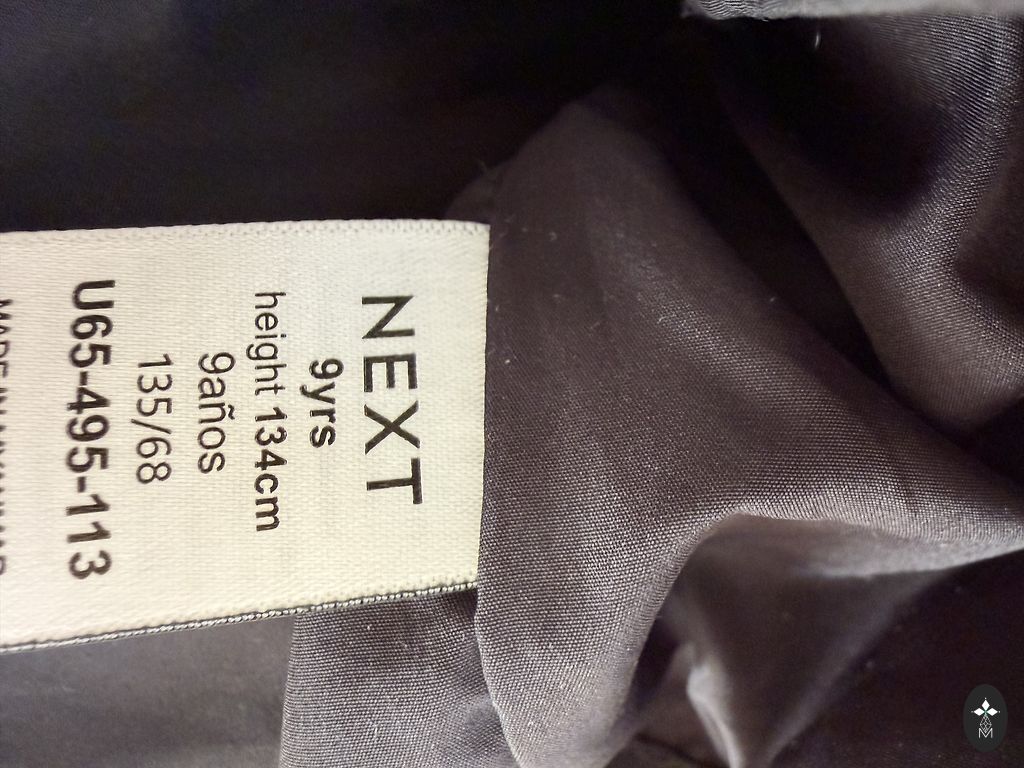 NEXT
9yrs
height 134cm
9años
135/68
U65-495-113
M